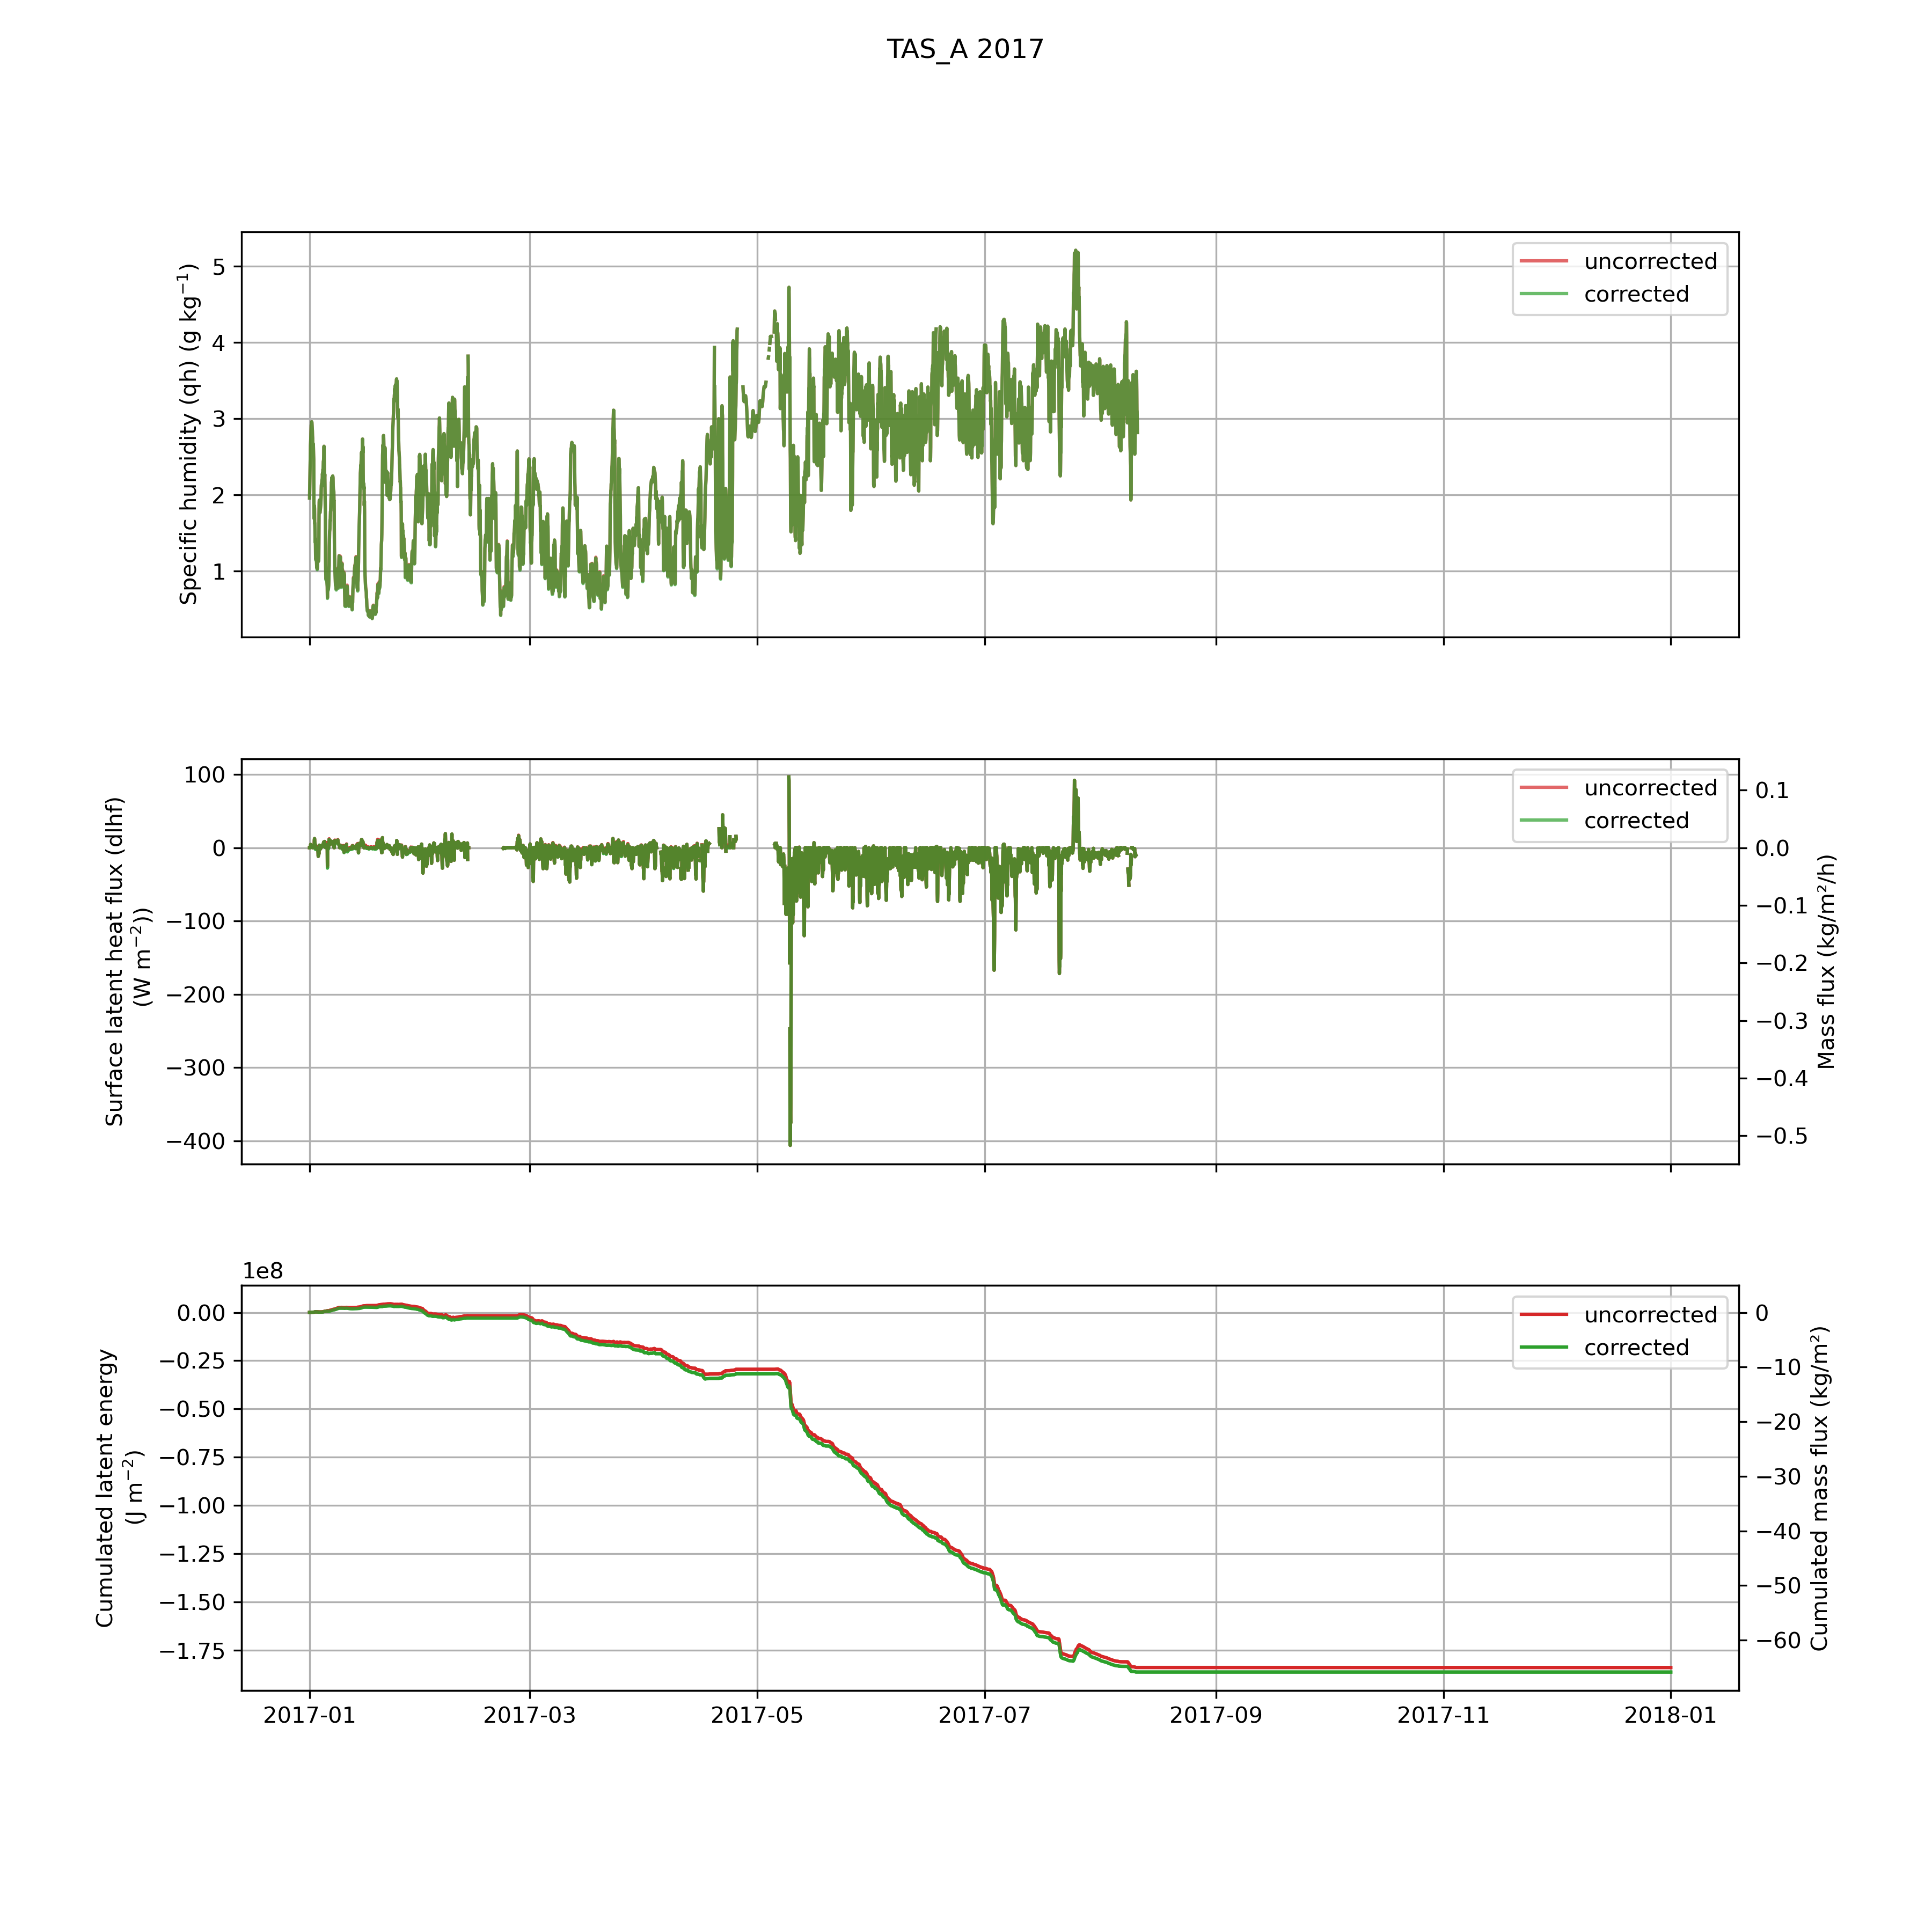 TAS_A 2017
Specific humidity (qh) (g kg⁻¹)
5
4
3
2
1
uncorrected
corrected
Surface latent heat flux (dlhf)
(W m⁻²))
100
0
−100
−200
−300
−400
uncorrected
corrected
0.1
0.0
−0.1
−0.2
−0.3
−0.4
−0.5
Mass flux (kg/m²/h)
1e8
Cumulated latent energy
(J m⁻²)
0.00
−0.25
−0.50
−0.75
−1.00
−1.25
−1.50
−1.75
uncorrected
corrected
0
−10
−20
−30
−40
−50
−60
Cumulated mass flux (kg/m²)
2017-01 2017-03 2017-05 2017-07 2017-09 2017-11 2018-01